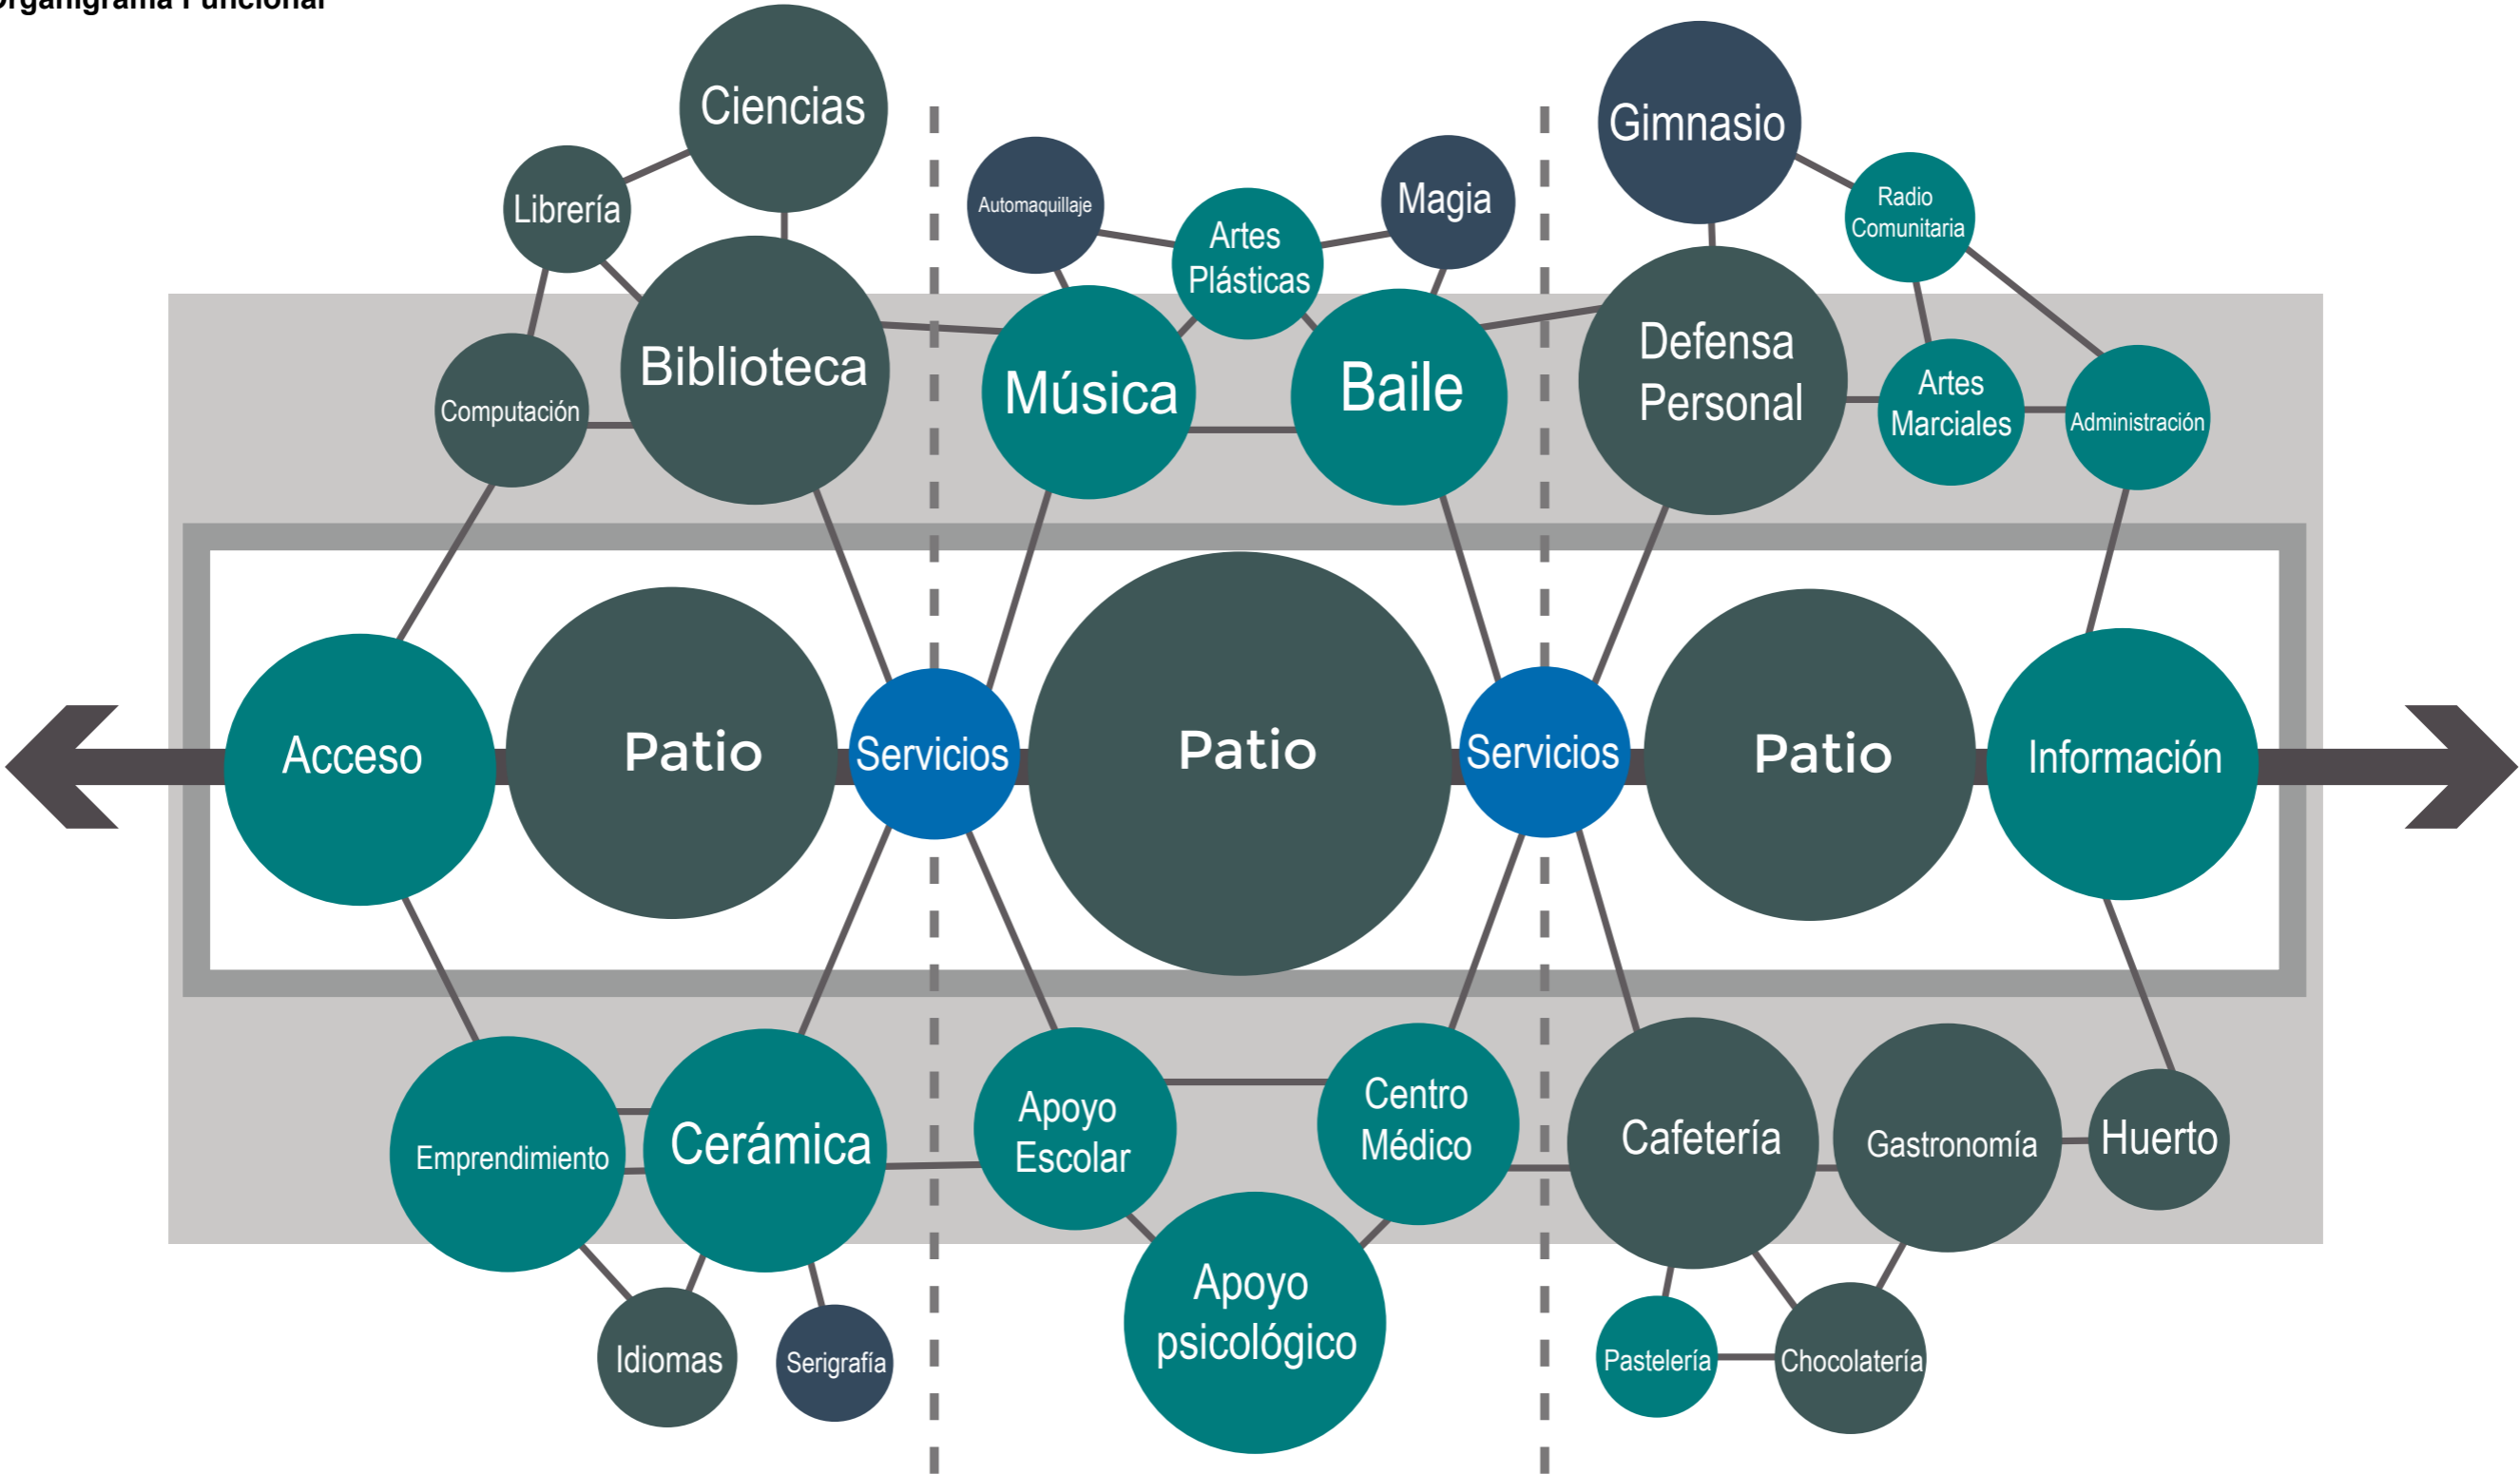 Organigrama Funcional
Ciencias
Gimnasio
Librería
Automaquillaje
Artes
Plásticas
Magia
Radio
Comunitaria
Biblioteca
Computación
Música
Baile
Defensa
Personal
Artes
Marciales
Administración
Acceso
Patio
Servicios
Patio
Servicios
Patio
Información
Emprendimiento
Cerámica
Apoyo
Escolar
Centro
Médico
Cafetería
Gastronomía
Huerto
Idiomas
Serigrafía
Apoyo
psicológico
Pastelería
Chocolatería